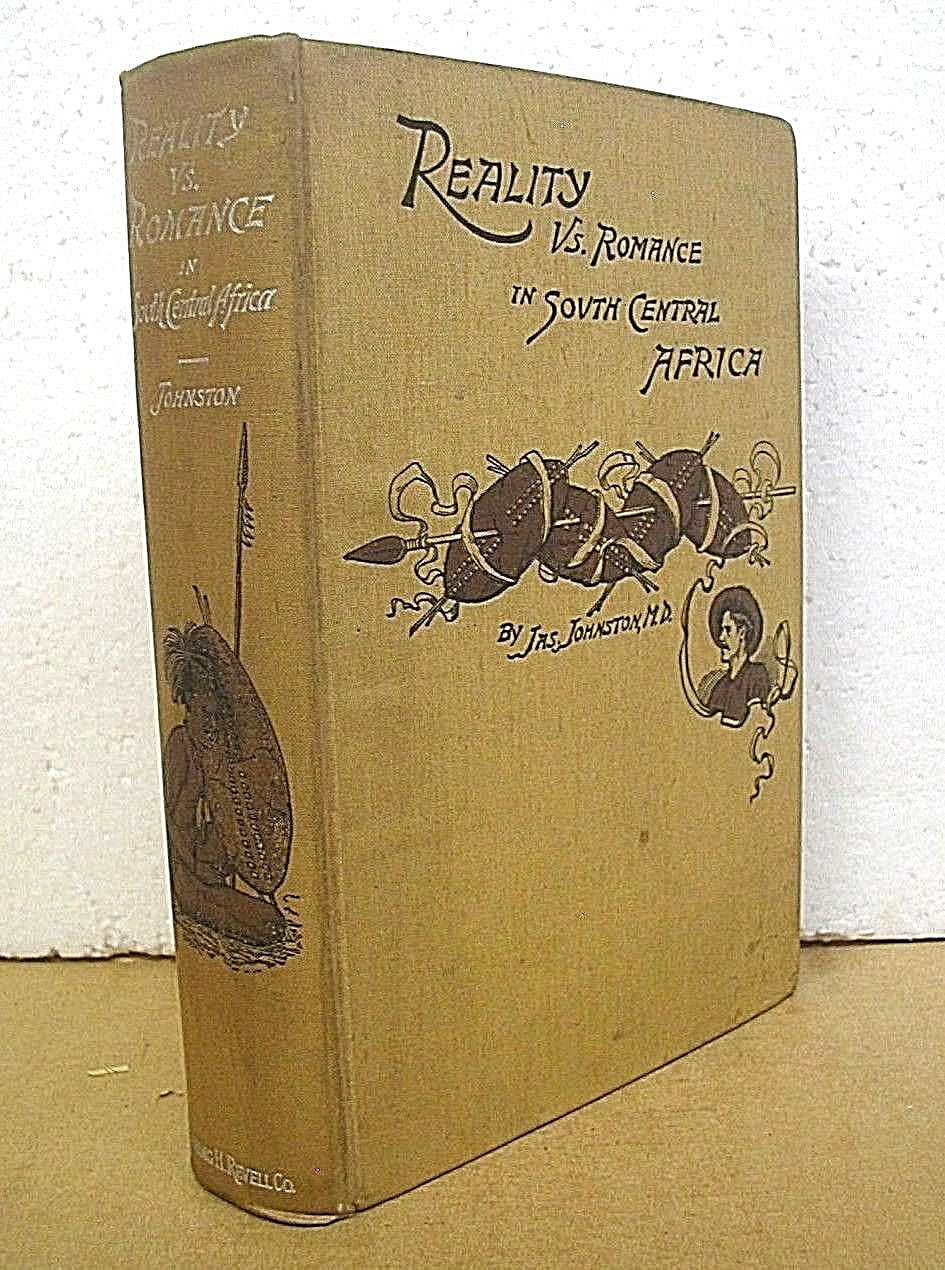 REALITY
VS.
ROMANCE
IN
South Central Africa
JOHNSTON
H. REVELL CO.
REALITY
VS. ROMANCE
IN SOUTH CENTRAL
AFRICA
BY JAS. JOHNSTON, M.D.